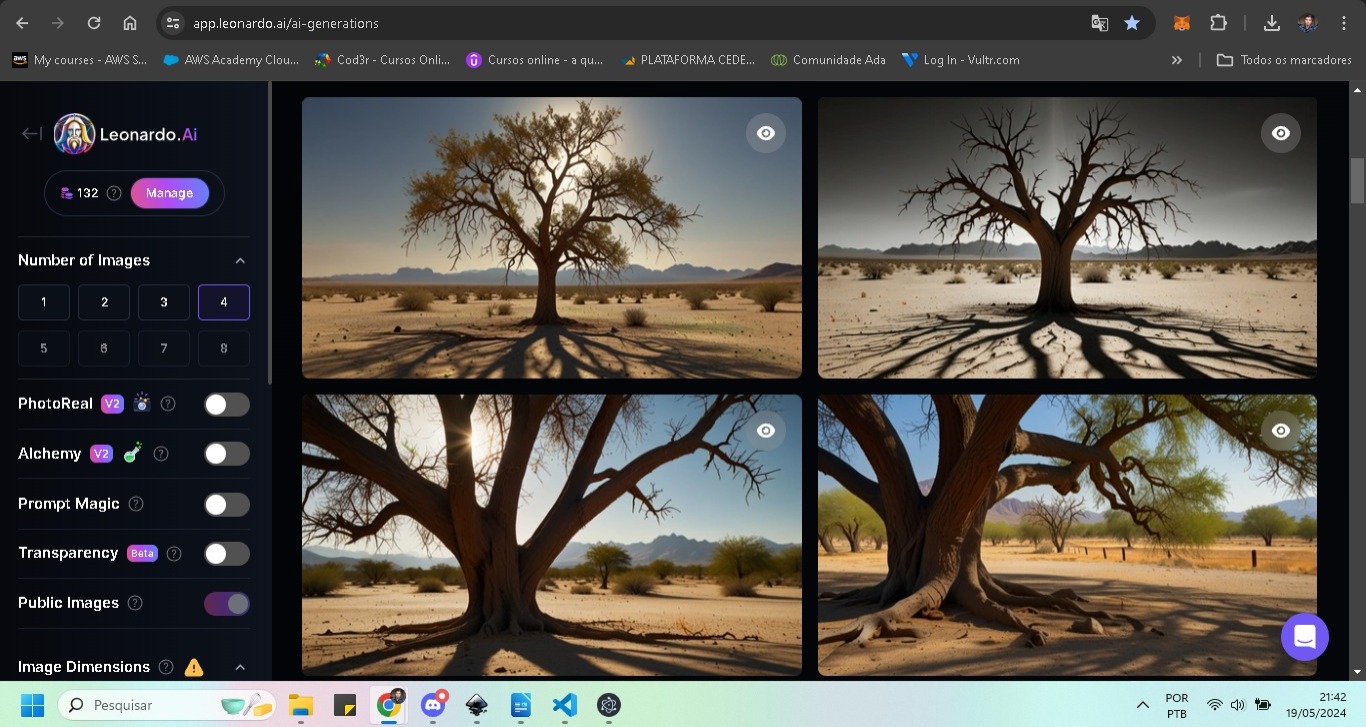 app.leonardo.ai/ai-generations
My courses - AWS S...
AWS Academy Clou...
Cod3r - Cursos Onli...
Cursos online - a qu...
PLATAFORMA CEDE...
Comunidade Ada
Log In - Vultr.com
Todos os marcadores
Leonardo.Ai
132
Manage
Number of Images
1 2 3 4
5 6 7 8
PhotoReal V2
Alchemy V2
Prompt Magic
Transparency Beta
Public Images
Image Dimensions
Pesquisar
POR
PTB
21:42
19/05/2024